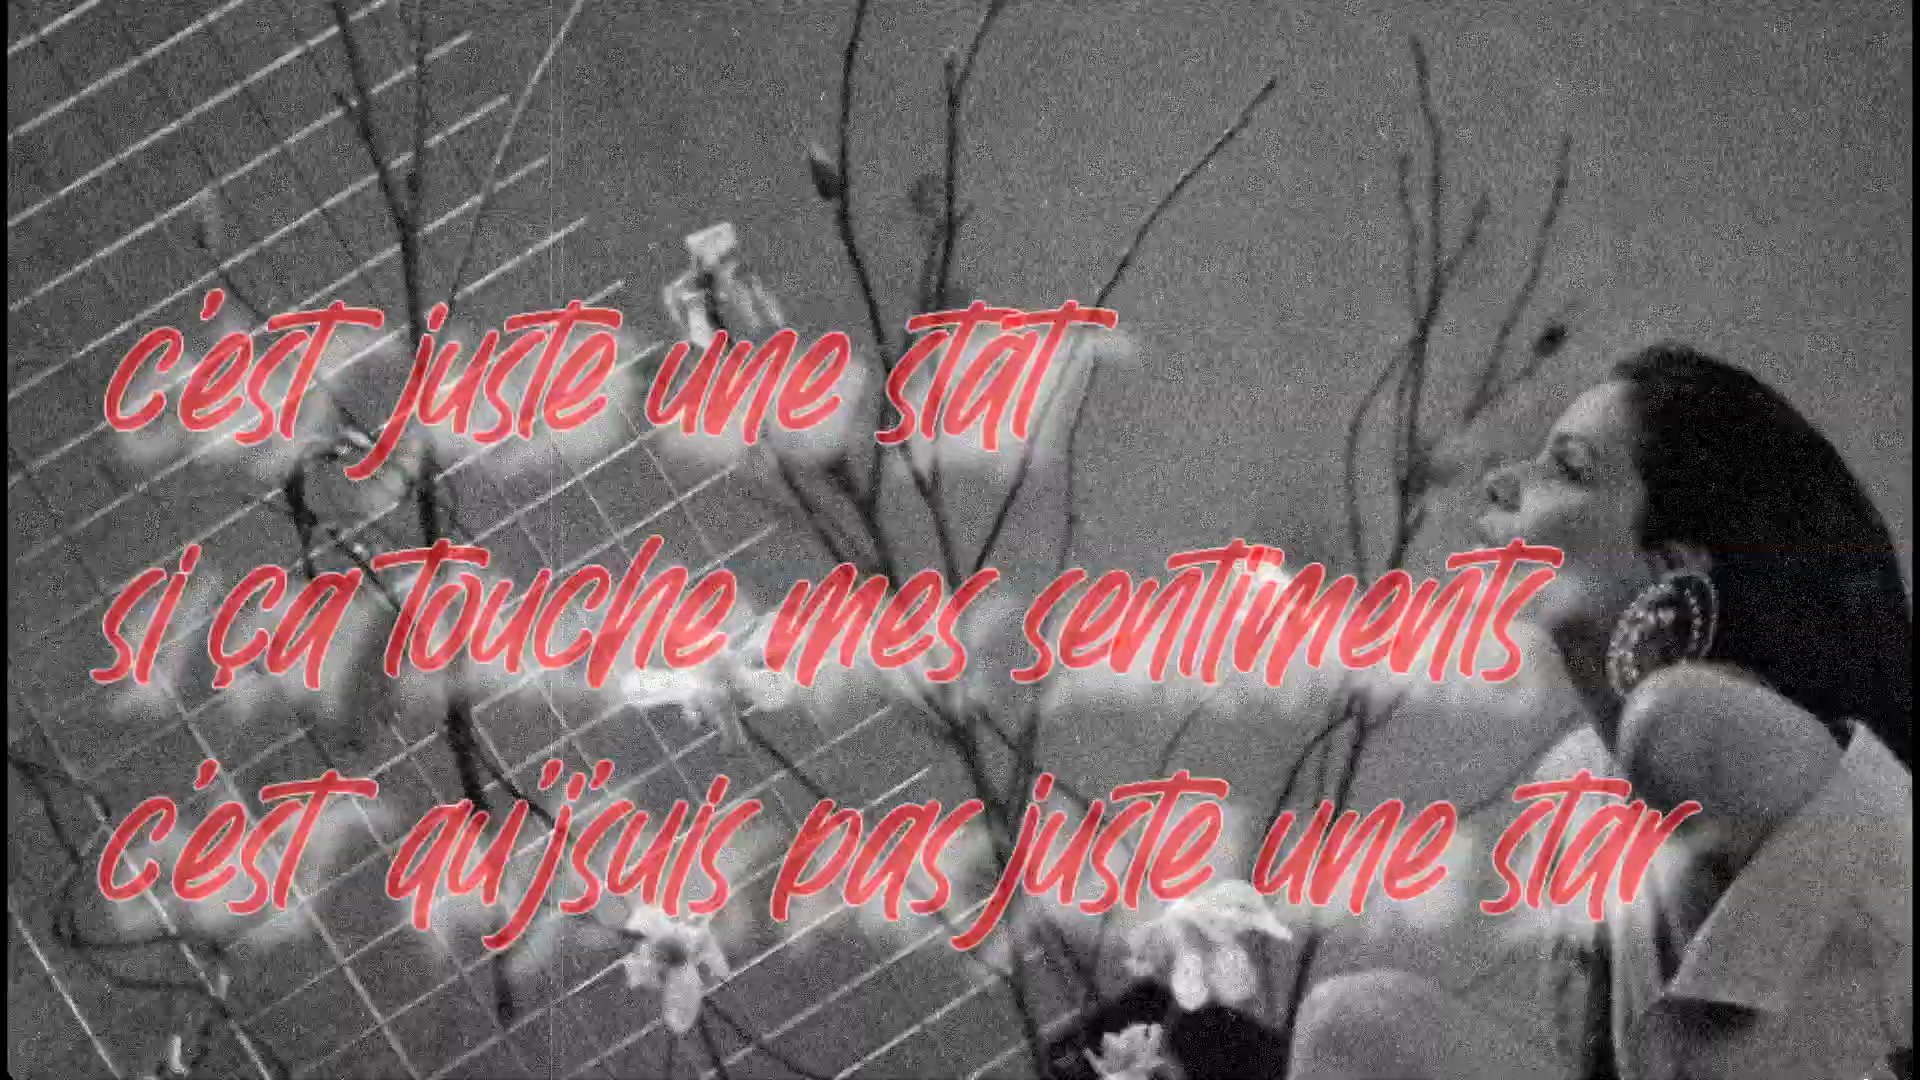 c'est juste une stat
si ça touche mes sentiments
c'est qu'j'suis pas juste une star